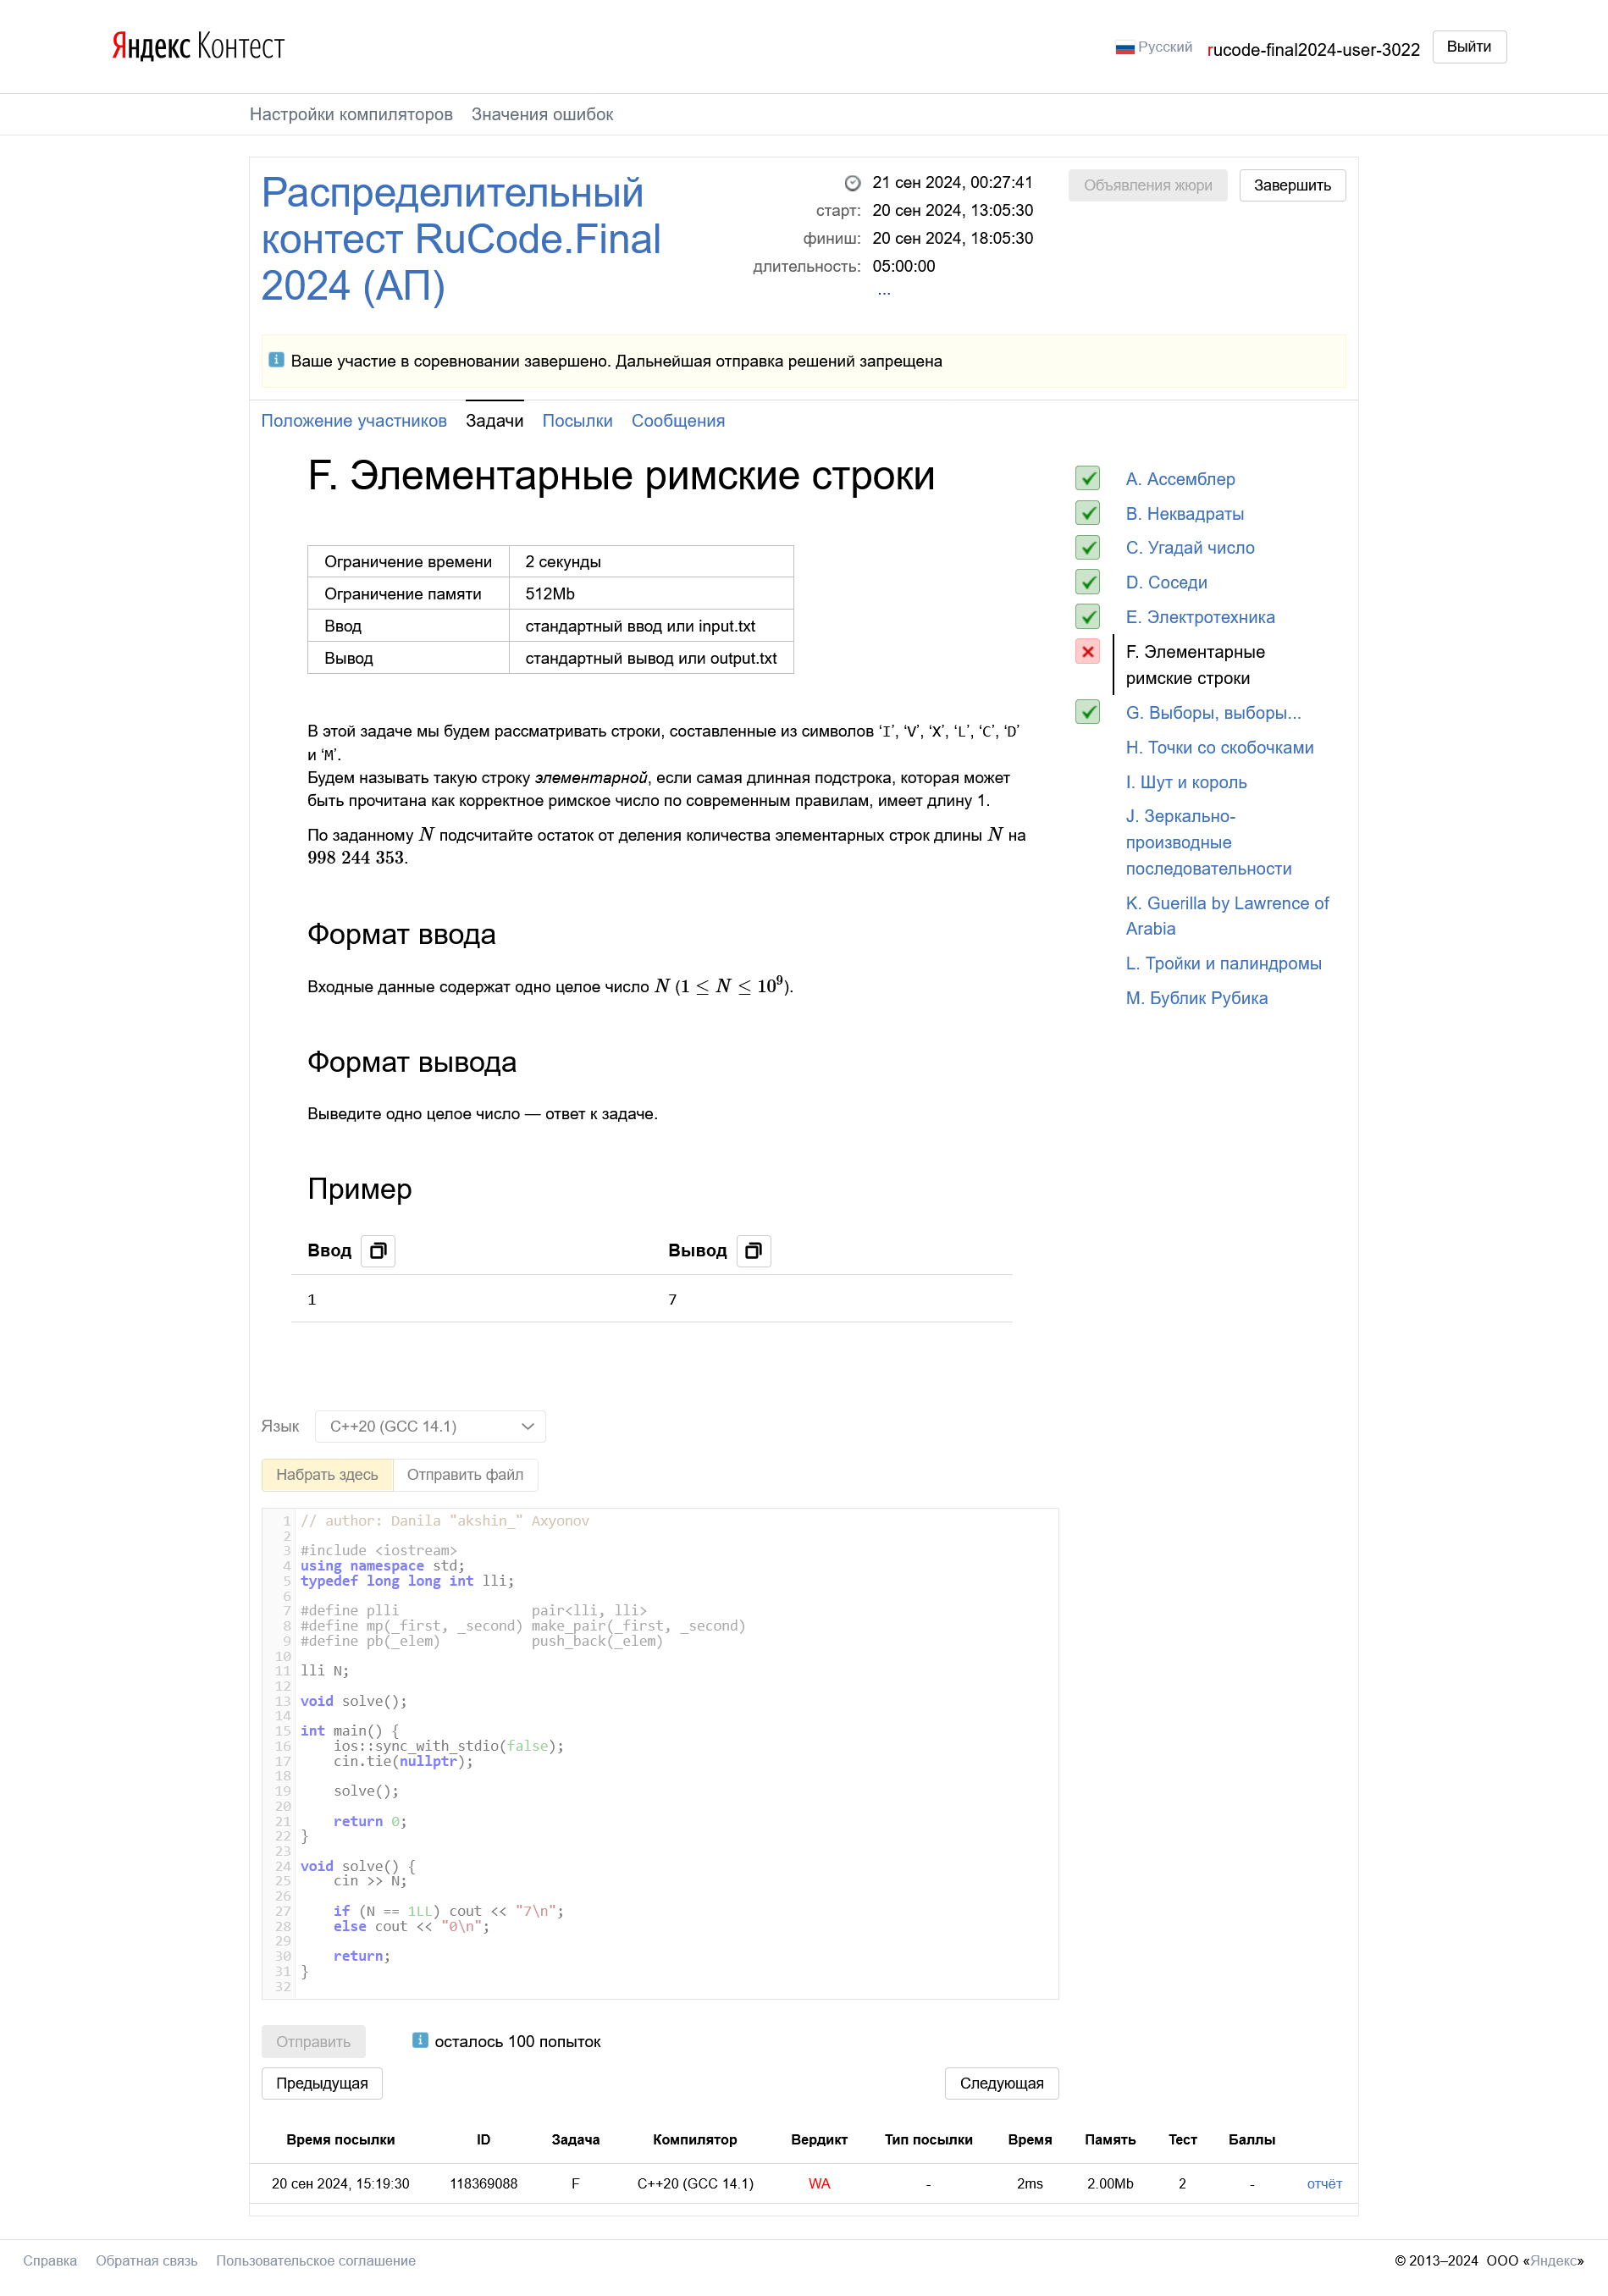 Яндекс Контест
Русский
rucode-final2024-user-3022
Выйти
Настройки компиляторов Значения ошибок
Распределительный
контест RuCode.Final
2024 (АП)
21 сен 2024, 00:27:41
старт: 20 сен 2024, 13:05:30
финиш: 20 сен 2024, 18:05:30
длительность: 05:00:00
...
Объявления жюри
Завершить
Ваше участие в соревновании завершено. Дальнейшая отправка решений запрещена
Положение участников Задачи Посылки Сообщения
F. Элементарные римские строки
Ограничение времени 2 секунды
Ограничение памяти 512Mb
Ввод стандартный ввод или input.txt
Вывод стандартный вывод или output.txt
В этой задаче мы будем рассматривать строки, составленные из символов ‘I’, ‘V’, ‘X’, ‘L’, ‘C’, ‘D’
и ‘M’.
Будем называть такую строку элементарной, если самая длинная подстрока, которая может
быть прочитана как корректное римское число по современным правилам, имеет длину 1.
По заданному N подсчитайте остаток от деления количества элементарных строк длины N на
998 244 353.
Формат ввода
Входные данные содержат одно целое число N (1 ≤ N ≤ 10⁹).
Формат вывода
Выведите одно целое число — ответ к задаче.
Пример
Ввод Вывод
1 7
A. Ассемблер
B. Неквадраты
C. Угадай число
D. Соседи
E. Электротехника
F. Элементарные
римские строки
G. Выборы, выборы...
H. Точки со скобочками
I. Шут и король
J. Зеркально-
производные
последовательности
K. Guerilla by Lawrence of
Arabia
L. Тройки и палиндромы
M. Бублик Рубика
Язык C++20 (GCC 14.1)
Набрать здесь Отправить файл
1 // author: Danila "akshin_" Axyonov
2
3 #include <iostream>
4 using namespace std;
5 typedef long long int lli;
6
7 #define plli                pair<lli, lli>
8 #define mp(_first, _second) make_pair(_first, _second)
9 #define pb(_elem)           push_back(_elem)
10
11 lli N;
12
13 void solve();
14
15 int main() {
16     ios::sync_with_stdio(false);
17     cin.tie(nullptr);
18
19     solve();
20
21     return 0;
22 }
23
24 void solve() {
25     cin >> N;
26
27     if (N == 1LL) cout << "7\n";
28     else cout << "0\n";
29
30     return;
31 }
32
Отправить
осталось 100 попыток
Предыдущая Следующая
Время посылки ID Задача Компилятор Вердикт Тип посылки Время Память Тест Баллы
20 сен 2024, 15:19:30 118369088 F C++20 (GCC 14.1) WA - 2ms 2.00Mb 2 - отчёт
Справка Обратная связь Пользовательское соглашение © 2013–2024 ООО «Яндекс»